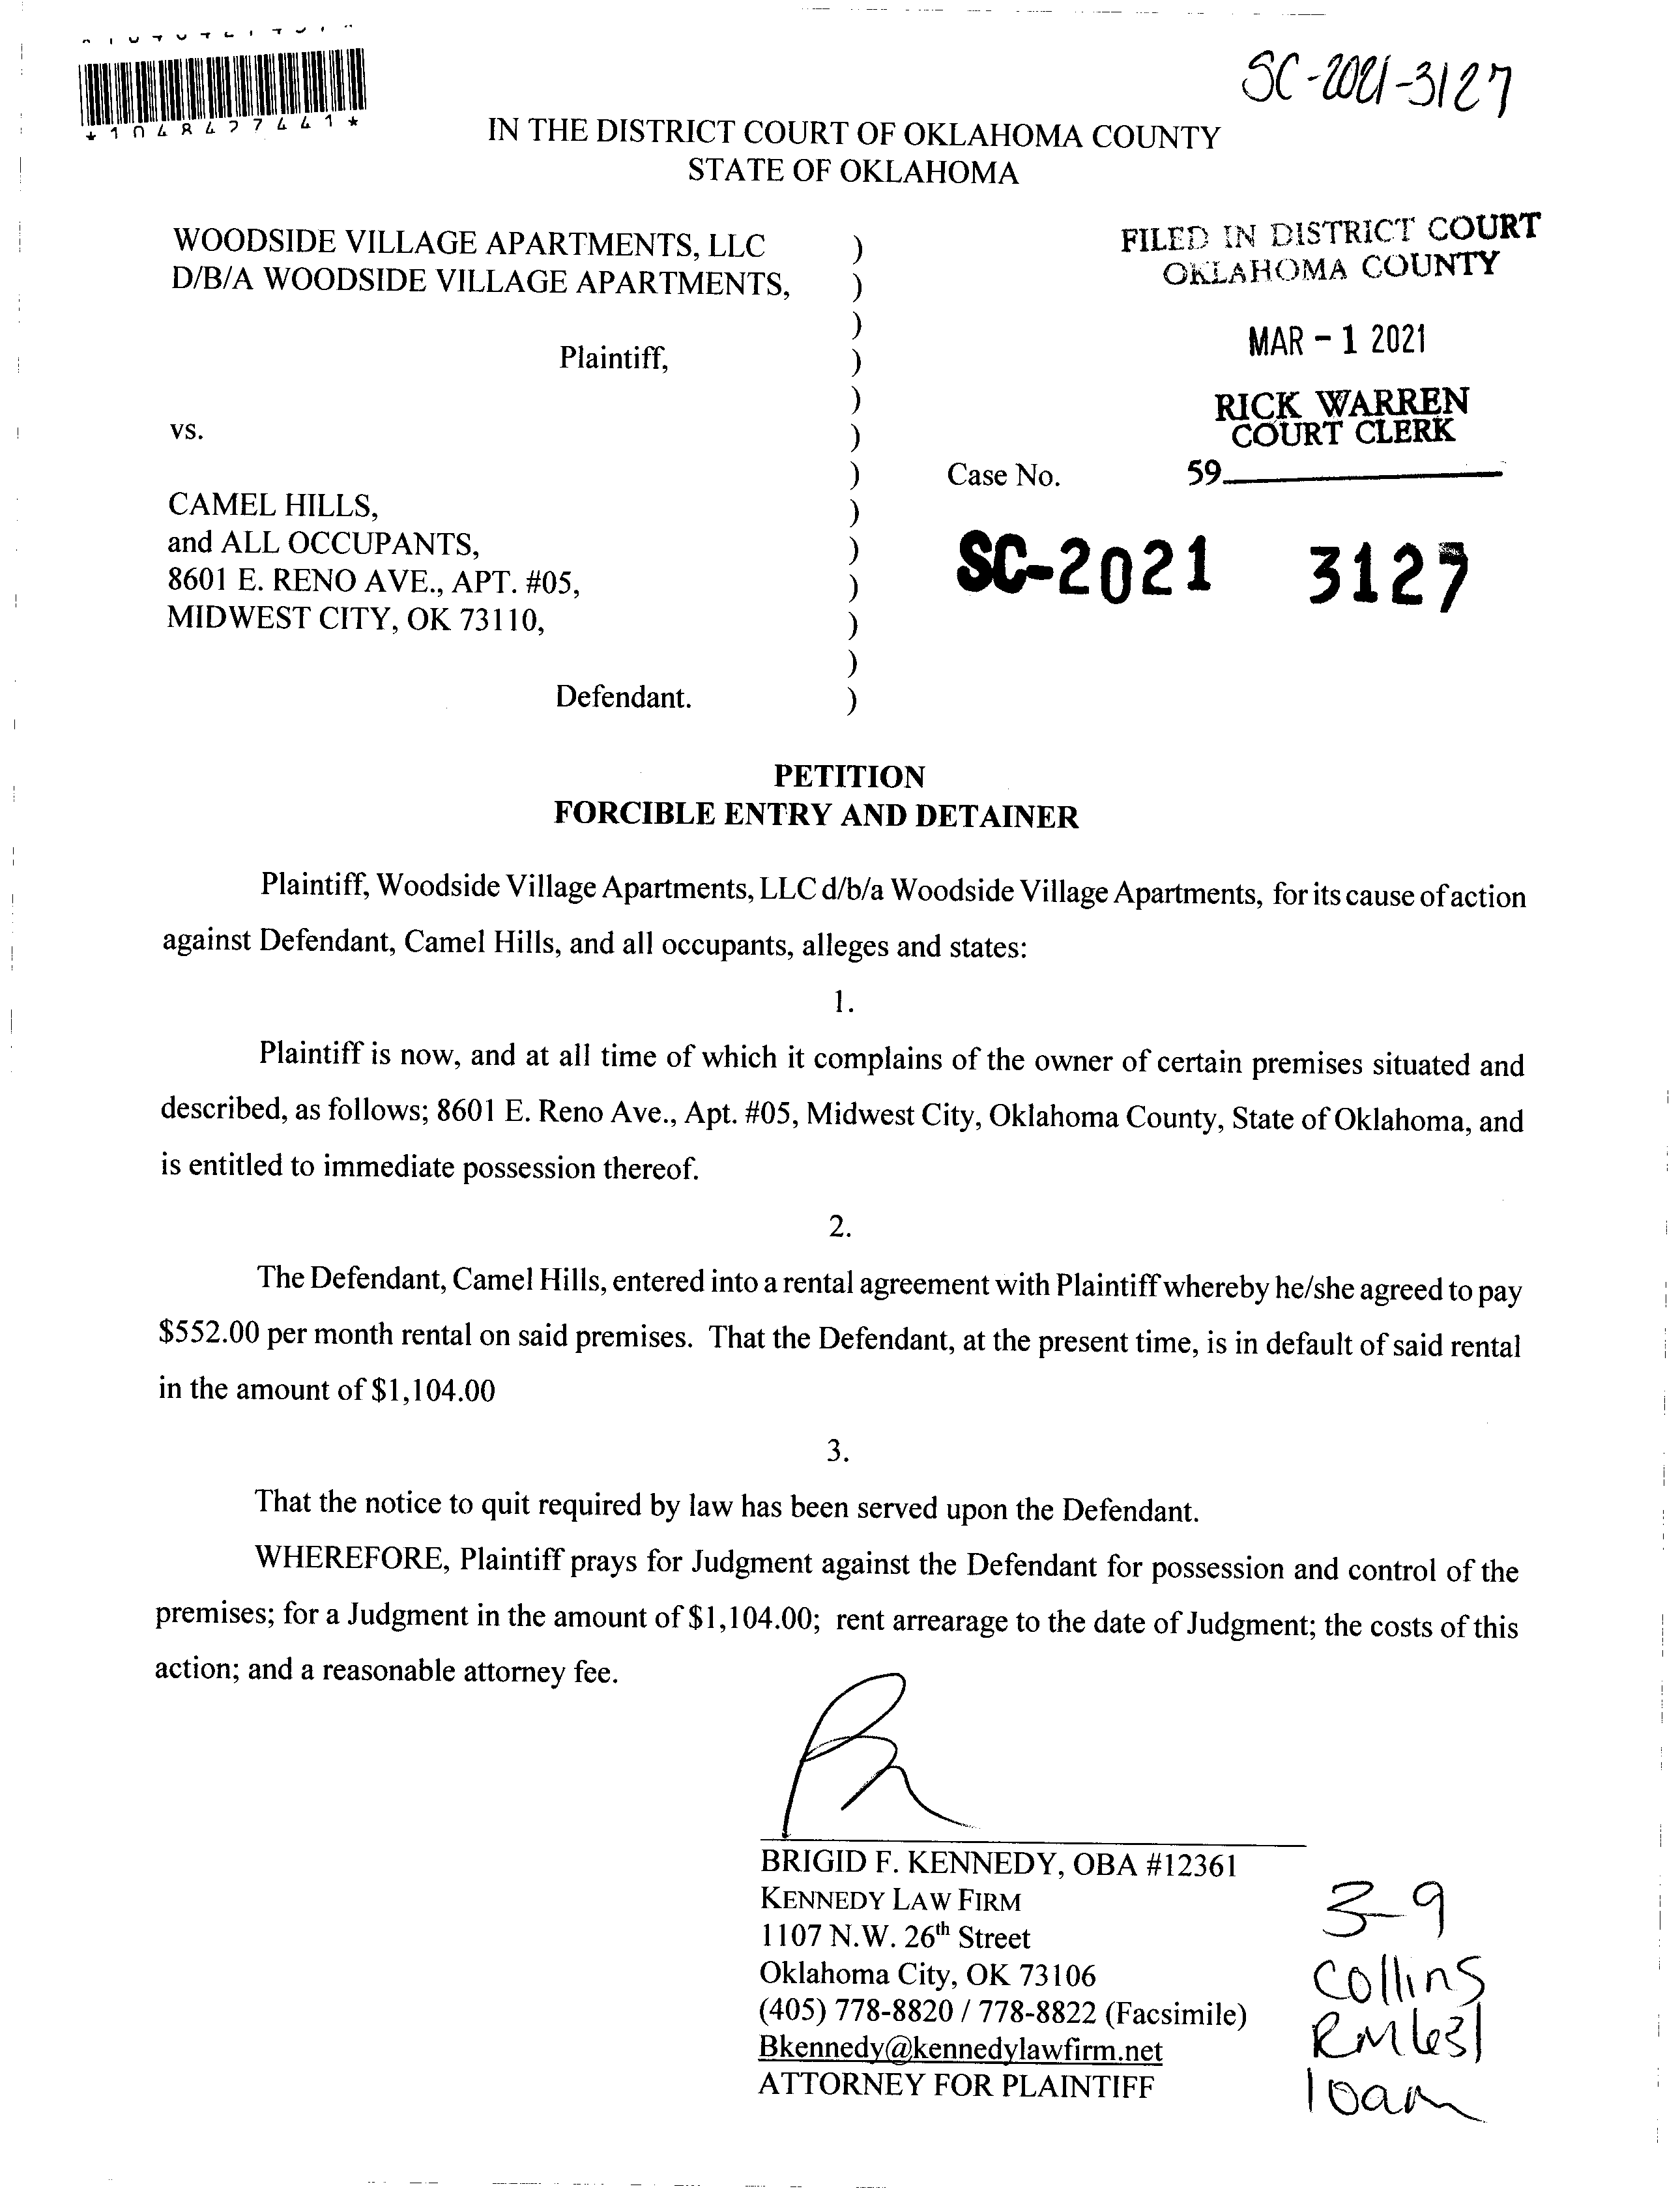 SC-2021-3127
*1048427441*
IN THE DISTRICT COURT OF OKLAHOMA COUNTY
STATE OF OKLAHOMA
WOODSIDE VILLAGE APARTMENTS, LLC )
D/B/A WOODSIDE VILLAGE APARTMENTS, )
)
Plaintiff, )
)
vs. )
)
CAMEL HILLS, )
and ALL OCCUPANTS, )
8601 E. RENO AVE., APT. #05, )
MIDWEST CITY, OK 73110, )
)
Defendant. )
FILED IN DISTRICT COURT
OKLAHOMA COUNTY
MAR - 1 2021
RICK WARREN
COURT CLERK
Case No. 59
SC-2021 3127
PETITION
FORCIBLE ENTRY AND DETAINER
Plaintiff, Woodside Village Apartments, LLC d/b/a Woodside Village Apartments, for its cause of action
against Defendant, Camel Hills, and all occupants, alleges and states:
1.
Plaintiff is now, and at all time of which it complains of the owner of certain premises situated and
described, as follows; 8601 E. Reno Ave., Apt. #05, Midwest City, Oklahoma County, State of Oklahoma, and
is entitled to immediate possession thereof.
2.
The Defendant, Camel Hills, entered into a rental agreement with Plaintiff whereby he/she agreed to pay
$552.00 per month rental on said premises. That the Defendant, at the present time, is in default of said rental
in the amount of $1,104.00
3.
That the notice to quit required by law has been served upon the Defendant.
WHEREFORE, Plaintiff prays for Judgment against the Defendant for possession and control of the
premises; for a Judgment in the amount of $1,104.00; rent arrearage to the date of Judgment; the costs of this
action; and a reasonable attorney fee.
BRIGID F. KENNEDY, OBA #12361
KENNEDY LAW FIRM
1107 N.W. 26th Street
Oklahoma City, OK 73106
(405) 778-8820 / 778-8822 (Facsimile)
Bkennedy@kennedylawfirm.net
ATTORNEY FOR PLAINTIFF
3-9
Collins
RM 631
10am